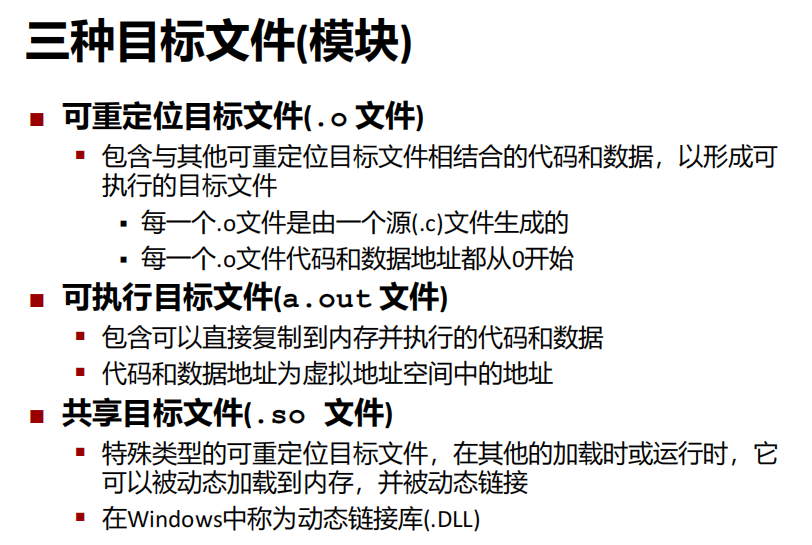 三种目标文件(模块)
■ 可重定位目标文件(.o 文件)
▪ 包含与其他可重定位目标文件相结合的代码和数据，以形成可
执行的目标文件
▪ 每一个.o文件是由一个源(.c)文件生成的
▪ 每一个.o文件代码和数据地址都从0开始
■ 可执行目标文件(a.out 文件)
▪ 包含可以直接复制到内存并执行的代码和数据
▪ 代码和数据地址为虚拟地址空间中的地址
■ 共享目标文件(.so 文件)
▪ 特殊类型的可重定位目标文件，在其他的加载时或运行时，它
可以被动态加载到内存，并被动态链接
▪ 在Windows中称为动态链接库(.DLL)